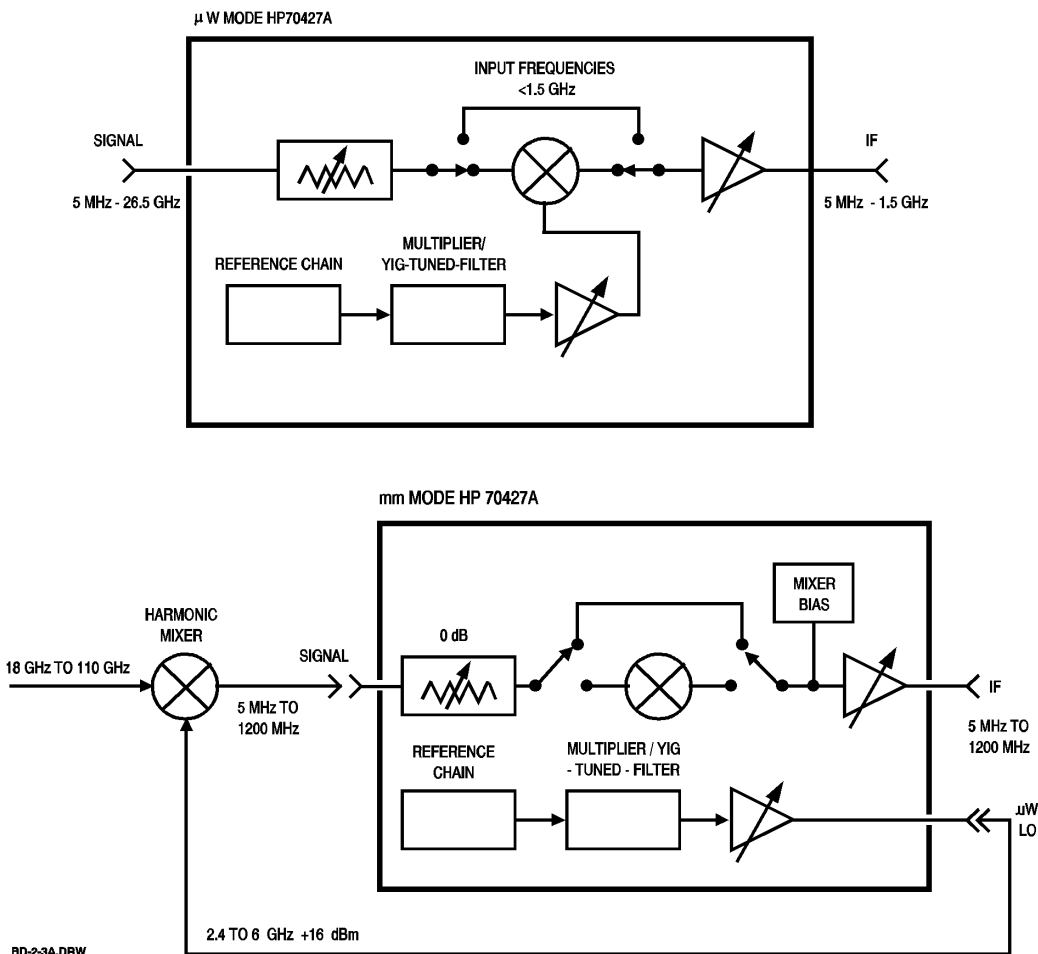 μ W MODE HP70427A
INPUT FREQUENCIES
<1.5 GHz
SIGNAL
IF
5 MHz - 26.5 GHz
5 MHz - 1.5 GHz
REFERENCE CHAIN
MULTIPLIER/
YIG-TUNED-FILTER
mm MODE HP 70427A
HARMONIC
MIXER
18 GHz TO 110 GHz
SIGNAL
5 MHz TO
1200 MHz
0 dB
MIXER
BIAS
IF
5 MHz TO
1200 MHz
REFERENCE
CHAIN
MULTIPLIER / YIG
- TUNED - FILTER
μW
LO
2.4 TO 6 GHz +16 dBm
BD-2-3A.DRW